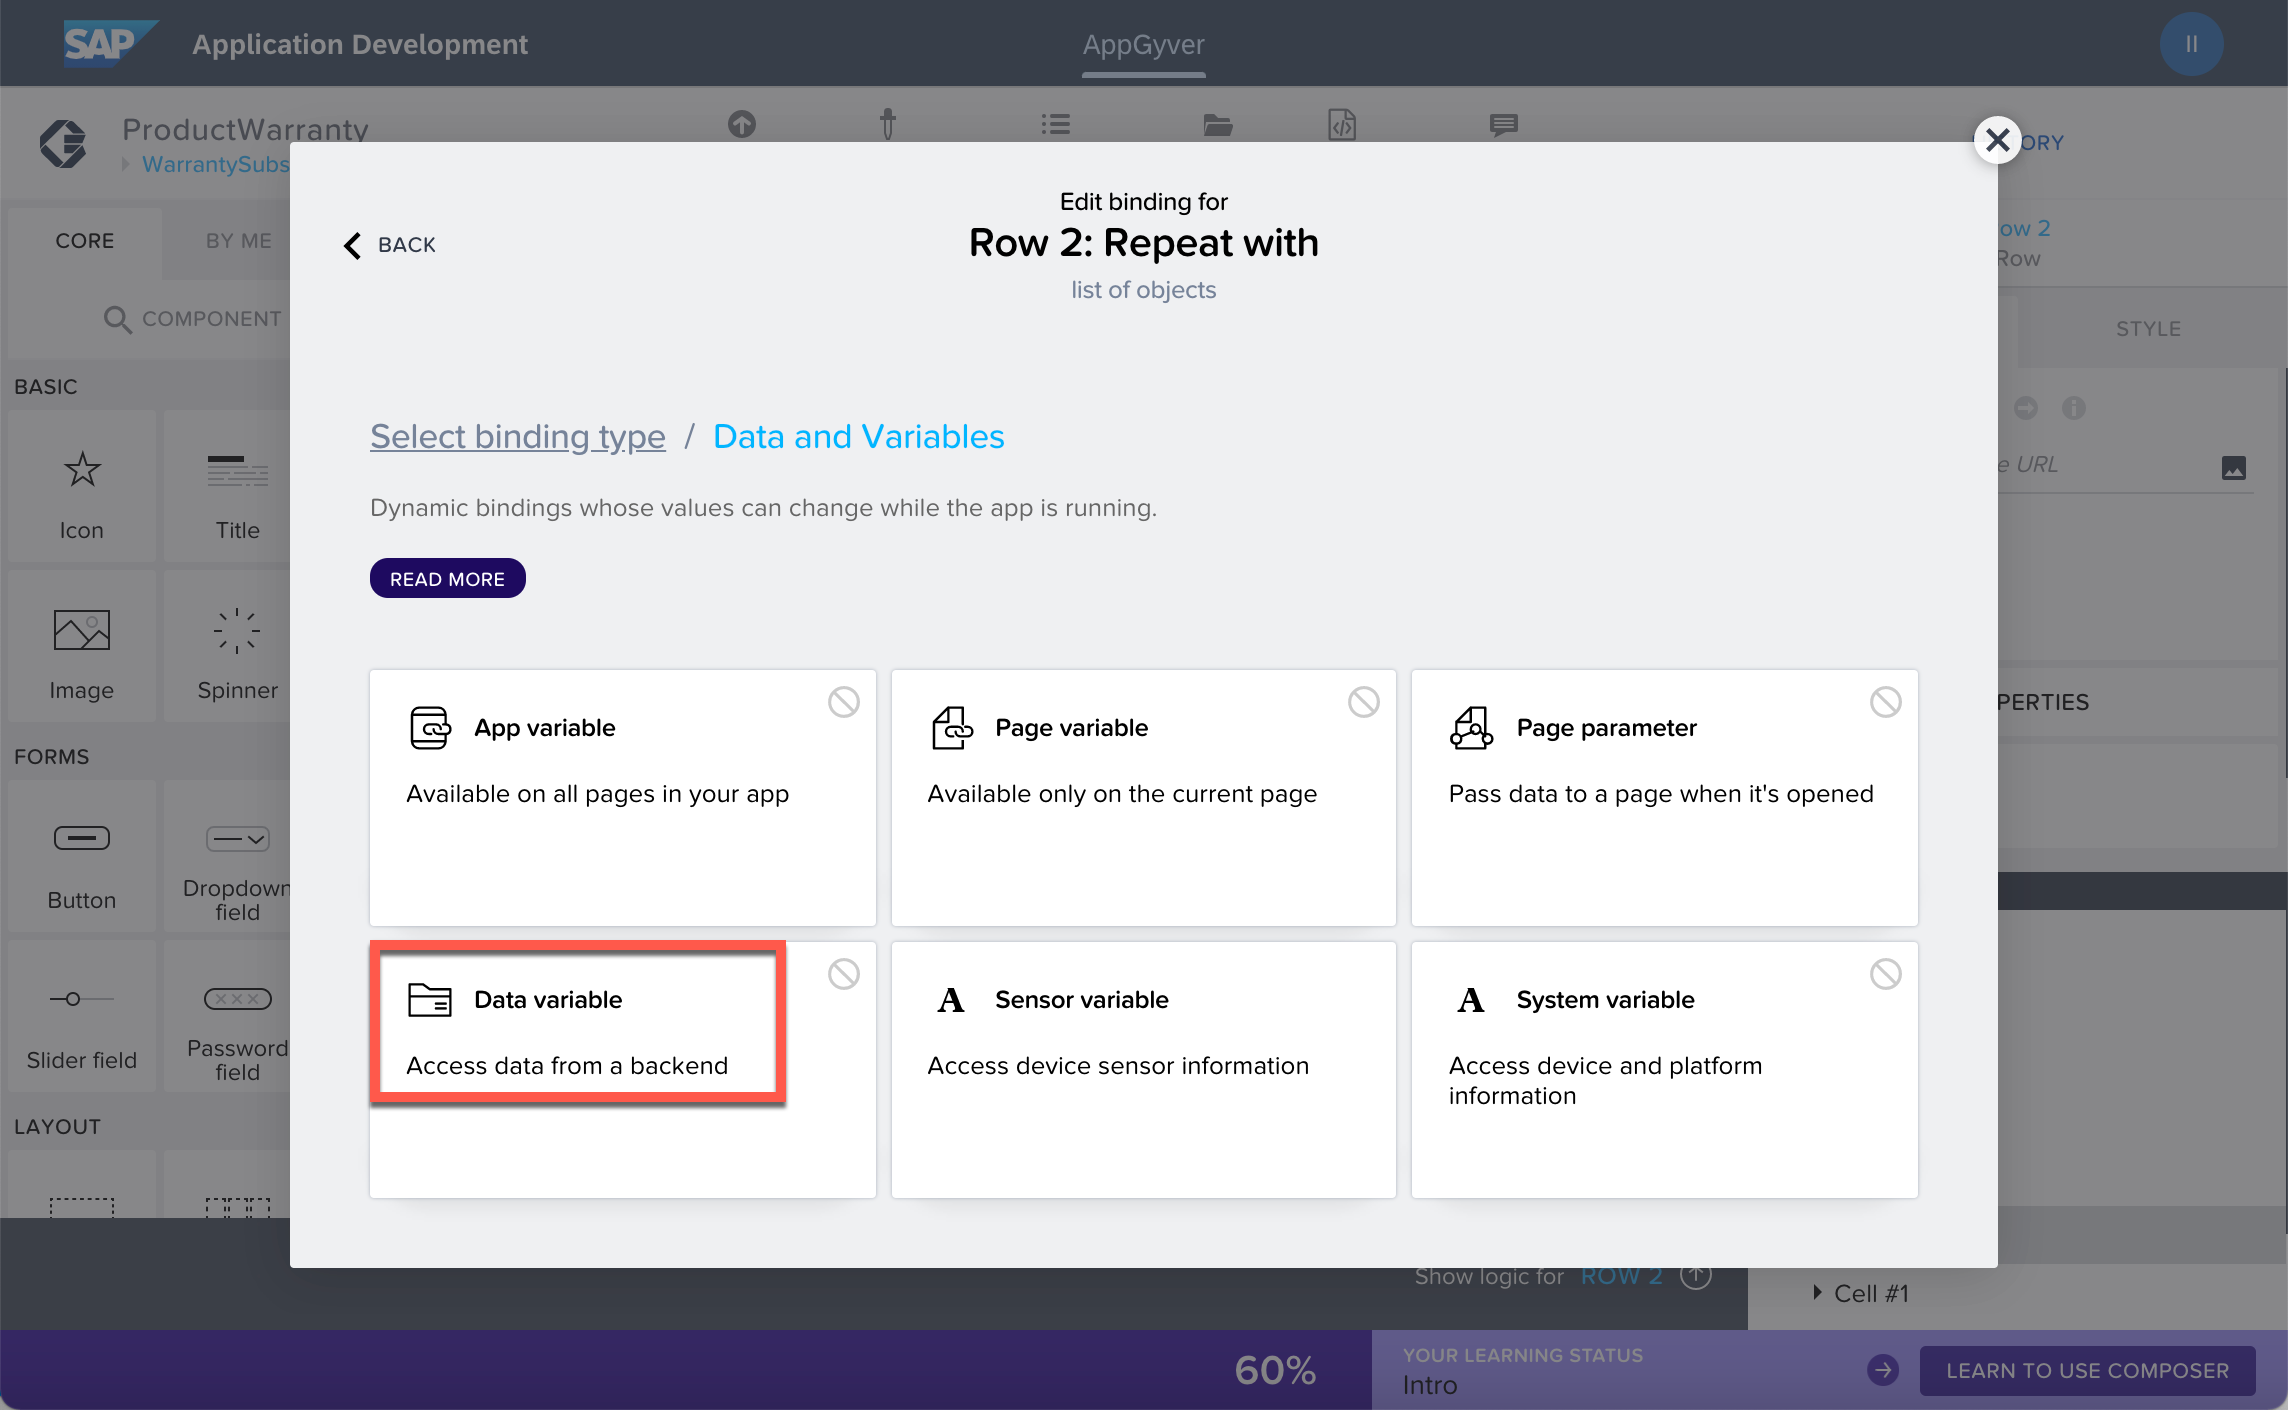 SAP Application Development
AppGyver
II
ProductWarranty
WarrantySubs
ORY
CORE
BY ME
COMPONENT
BASIC
Icon
Title
Image
Spinner
FORMS
Button
Dropdown
field
Slider field
Password
field
LAYOUT
BACK
Edit binding for
Row 2: Repeat with
list of objects
Select binding type / Data and Variables
Dynamic bindings whose values can change while the app is running.
READ MORE
App variable
Available on all pages in your app
Page variable
Available only on the current page
Page parameter
Pass data to a page when it's opened
Data variable
Access data from a backend
A Sensor variable
Access device sensor information
A System variable
Access device and platform
information
ow 2
Row
STYLE
e URL
PERTIES
Show logic for ROW 2
Cell #1
60%
YOUR LEARNING STATUS
Intro
LEARN TO USE COMPOSER